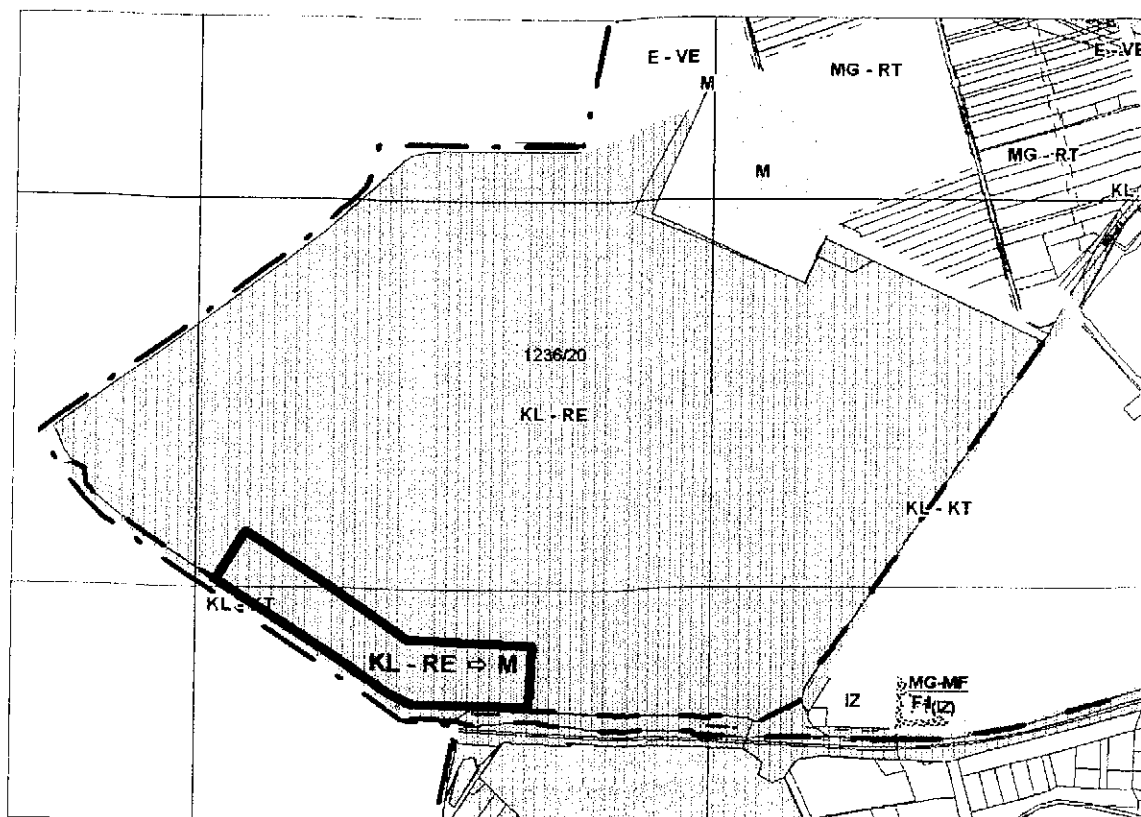 E - VE
MG - RT
E - VE
M
MG - RT
M
KL
1236/20
KL - RE
KL - KT
KL - KT
KL - RE ⇨ M
MG-MF
IZ
(IZ)